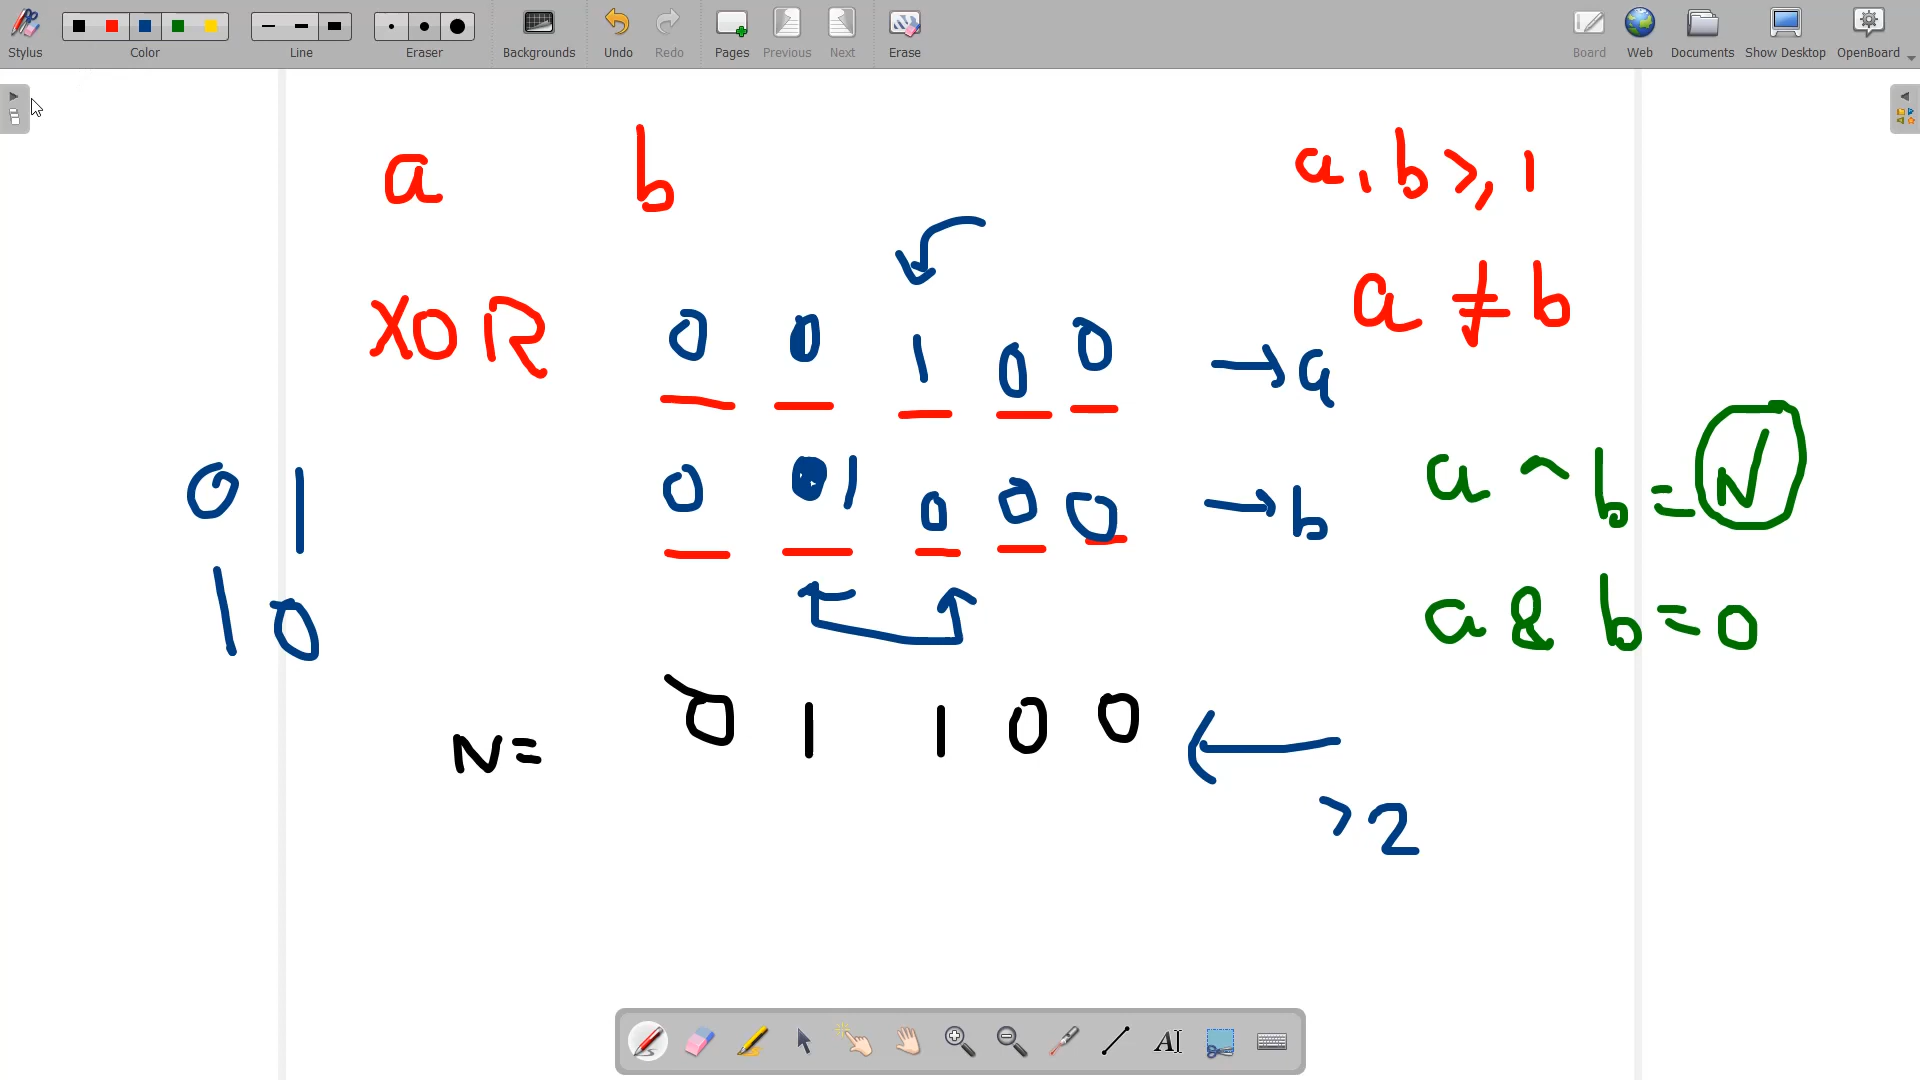 Stylus Color Line Eraser Backgrounds Undo Redo Pages Previous Next Erase Board Web Documents Show Desktop OpenBoard
a b a, b >, 1
a ≠ b
XOR 0 0 1 0 0 → a
0 1 0 1 0 0 0 → b
a ^ b = N
1 0
a & b = 0
N = 0 1 1 0 0
> 2